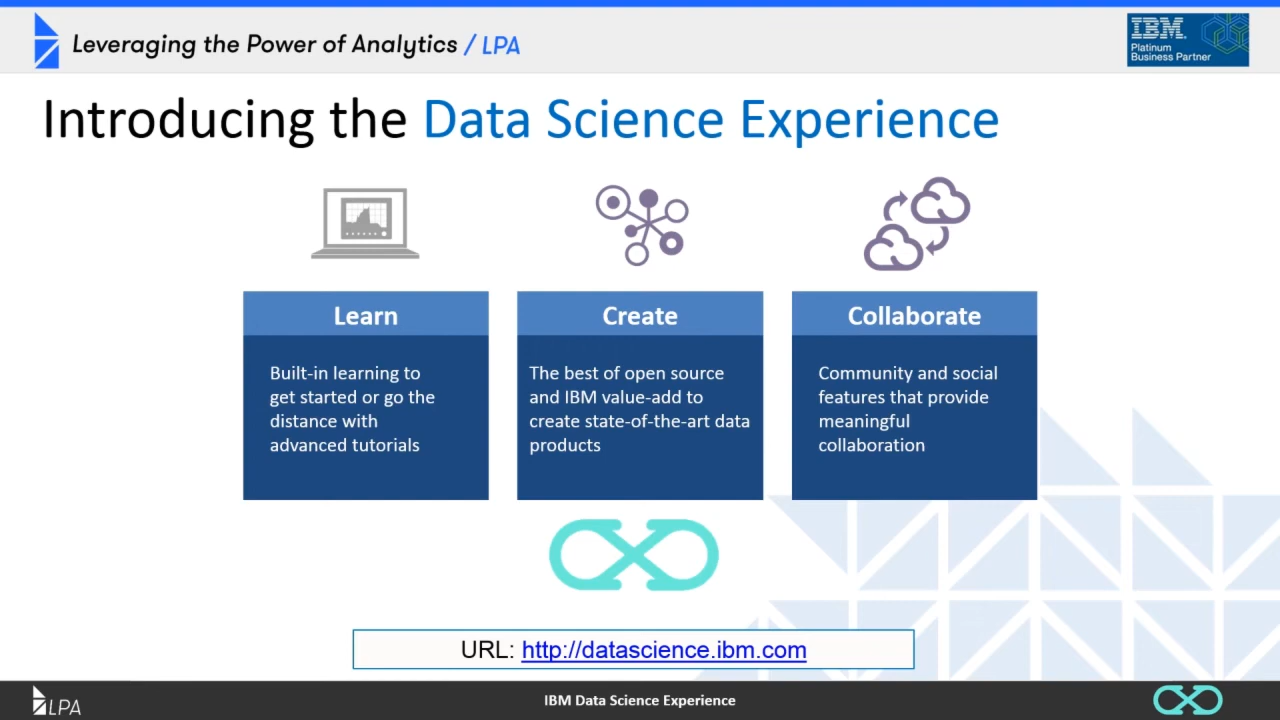 Leveraging the Power of Analytics / LPA
IBM.
Platinum
Business Partner
Introducing the Data Science Experience
Learn
Built-in learning to
get started or go the
distance with
advanced tutorials
Create
The best of open source
and IBM value-add to
create state-of-the-art data
products
Collaborate
Community and social
features that provide
meaningful
collaboration
URL: http://datascience.ibm.com
LPA
IBM Data Science Experience